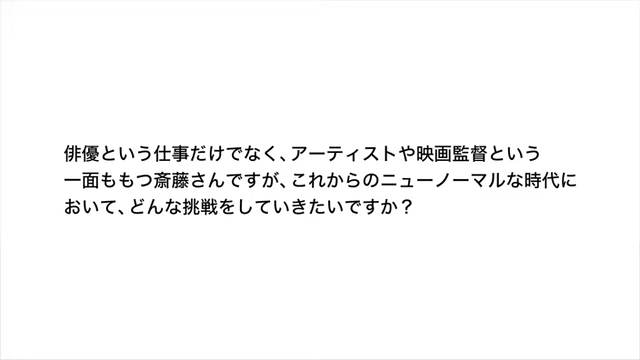 俳優という仕事だけでなく、アーティストや映画監督という
一面ももつ斎藤さんですが、これからのニューノーマルな時代に
おいて、どんな挑戦をしていきたいですか？